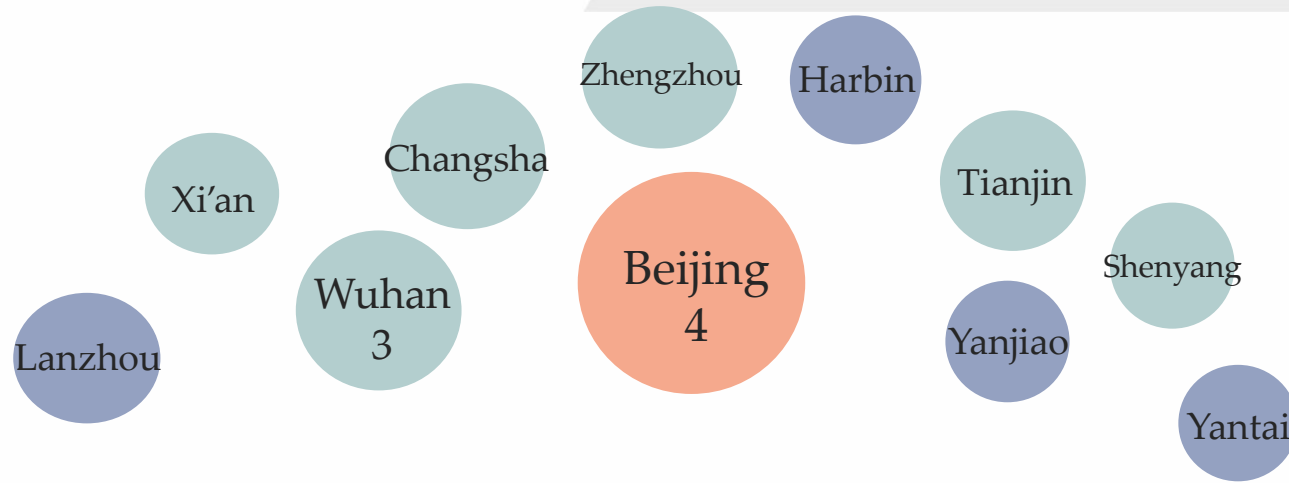 Zhengzhou
Harbin
Changsha
Tianjin
Xi’an
Beijing
4
Shenyang
Wuhan
3
Yanjiao
Lanzhou
Yantai